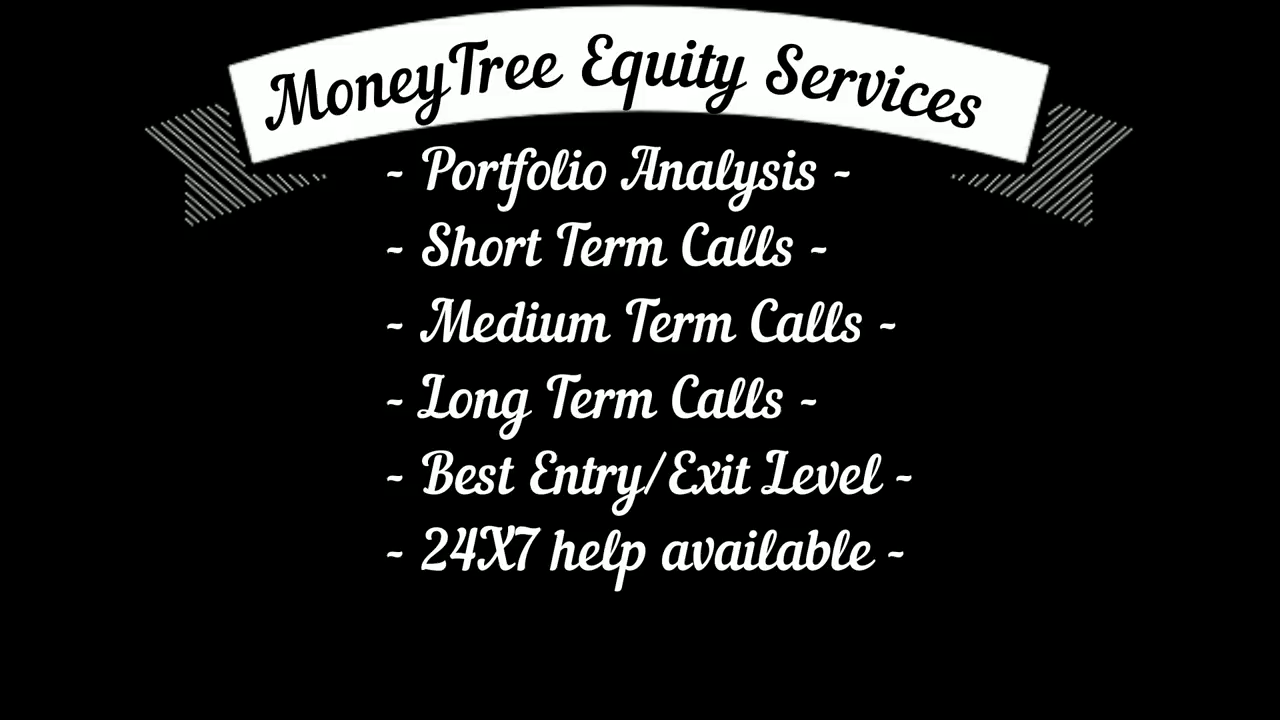 MoneyTree Equity Services
- Portfolio Analysis -
- Short Term Calls -
- Medium Term Calls -
- Long Term Calls -
- Best Entry/Exit Level -
- 24X7 help available -